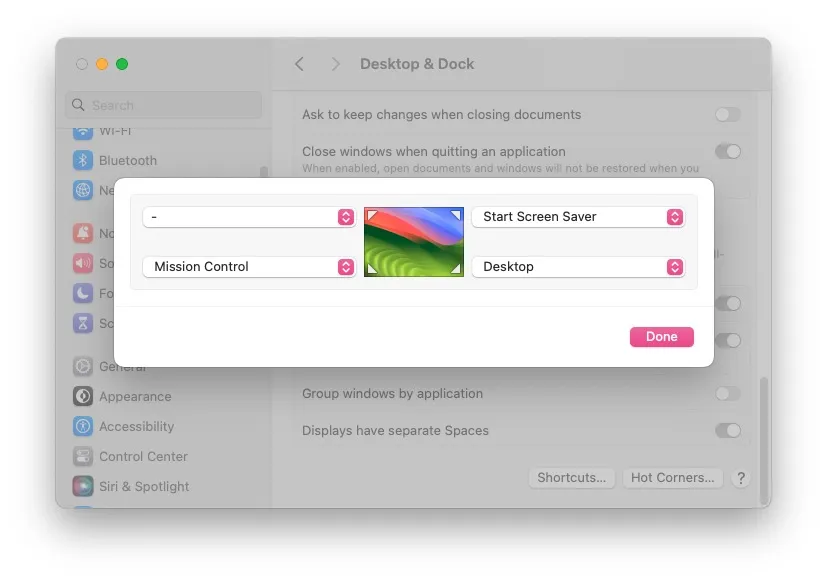 Desktop & Dock
Search
Wi-Fi
Bluetooth
Ne
No
So
Fo
Sc
General
Appearance
Accessibility
Control Center
Siri & Spotlight
Ask to keep changes when closing documents
Close windows when quitting an application
When enabled, open documents and windows will not be restored when you
-
Start Screen Saver
Mission Control
Desktop
Done
Group windows by application
Displays have separate Spaces
Shortcuts...
Hot Corners...
?